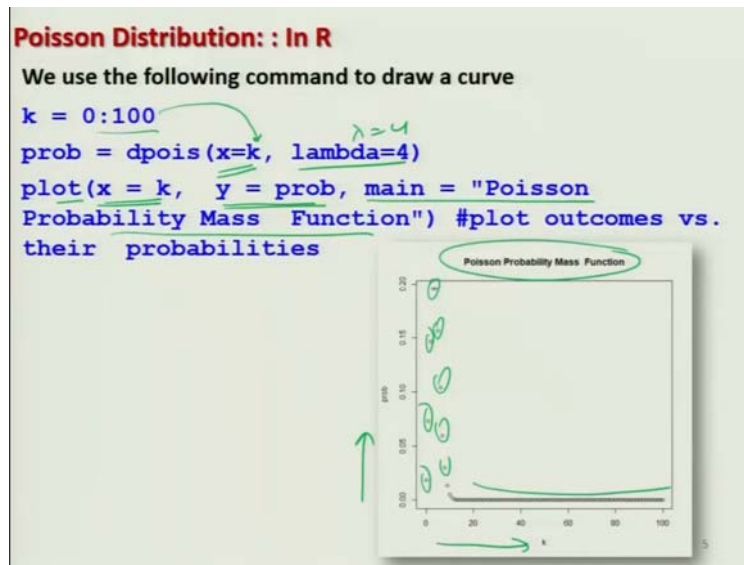 Poisson Distribution: : In R
We use the following command to draw a curve
k = 0:100
λ=4
prob = dpois(x=k, lambda=4)
plot(x = k, y = prob, main = "Poisson
Probability Mass Function") #plot outcomes vs.
their probabilities
Poisson Probability Mass Function
0.20
0.15
0.10
0.05
0.00
prob
0 20 40 60 80 100
k
5